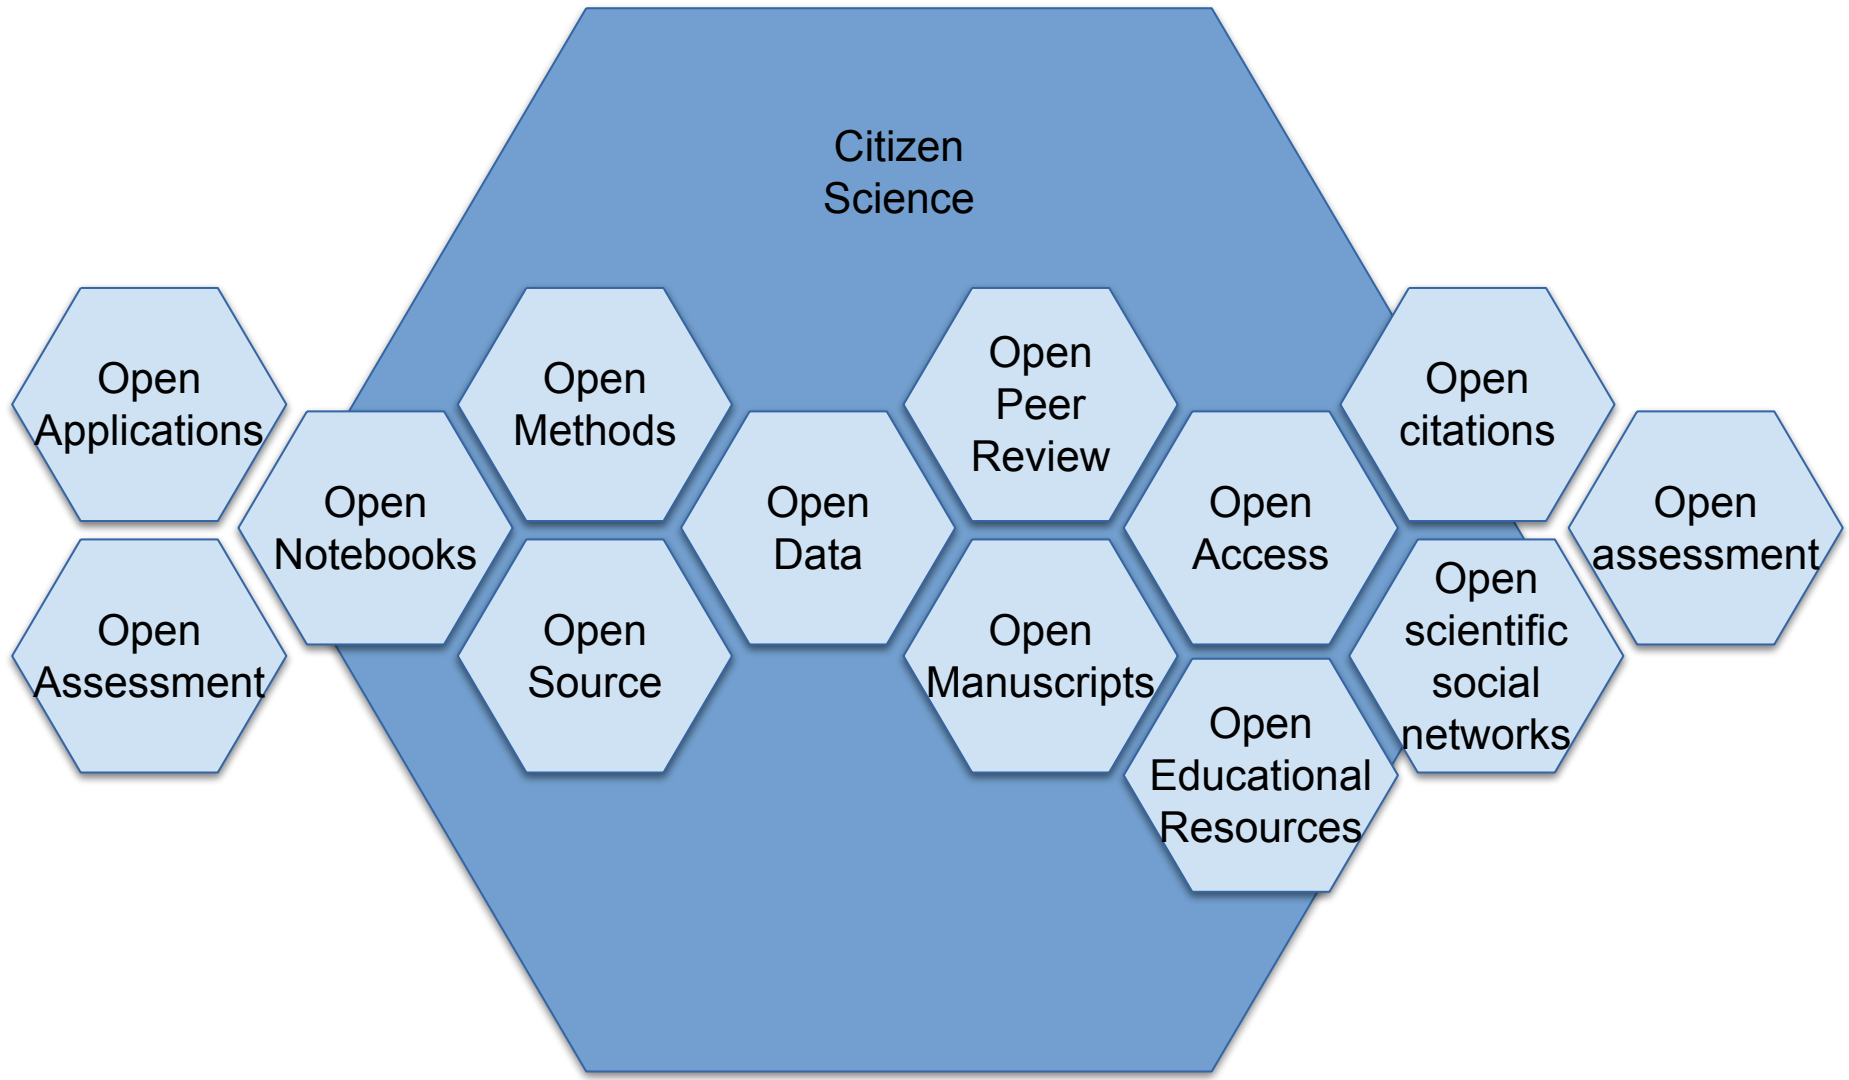 Citizen
Science
Open
Applications
Open
Assessment
Open
Notebooks
Open
Methods
Open
Source
Open
Data
Open
Peer
Review
Open
Manuscripts
Open
Access
Open
Educational
Resources
Open
citations
Open
scientific
social
networks
Open
assessment